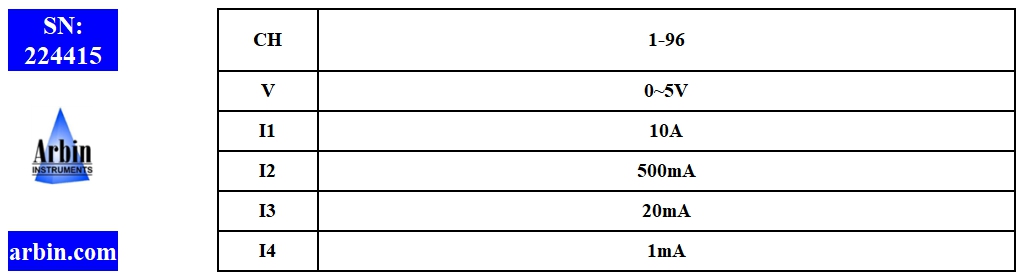 SN:
224415
Arbin
INSTRUMENTS
arbin.com
CH 1-96
V 0~5V
I1 10A
I2 500mA
I3 20mA
I4 1mA